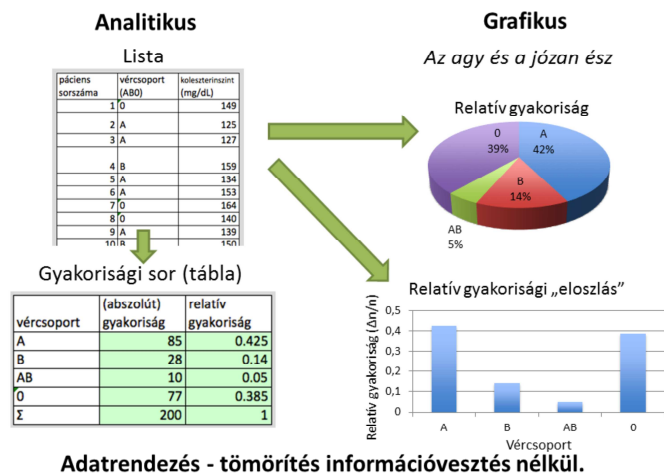 Analitikus
Lista
páciens sorszáma vércsoport (AB0) koleszterinszint (mg/dL)
1 0 149
2 A 125
3 A 127
4 B 159
5 A 134
6 A 153
7 0 164
8 0 140
9 A 139
10 B 150
Gyakorisági sor (tábla)
vércsoport (abszolút) gyakoriság relatív gyakoriság
A 85 0.425
B 28 0.14
AB 10 0.05
0 77 0.385
Σ 200 1
Grafikus
Az agy és a józan ész
Relatív gyakoriság
0
39%
A
42%
B
14%
AB
5%
Relatív gyakorisági „eloszlás”
Relatív gyakoriság (Δn/n)
0,5
0,4
0,3
0,2
0,1
0
A B AB 0
Vércsoport
Adatrendezés - tömörítés információvesztés nélkül.